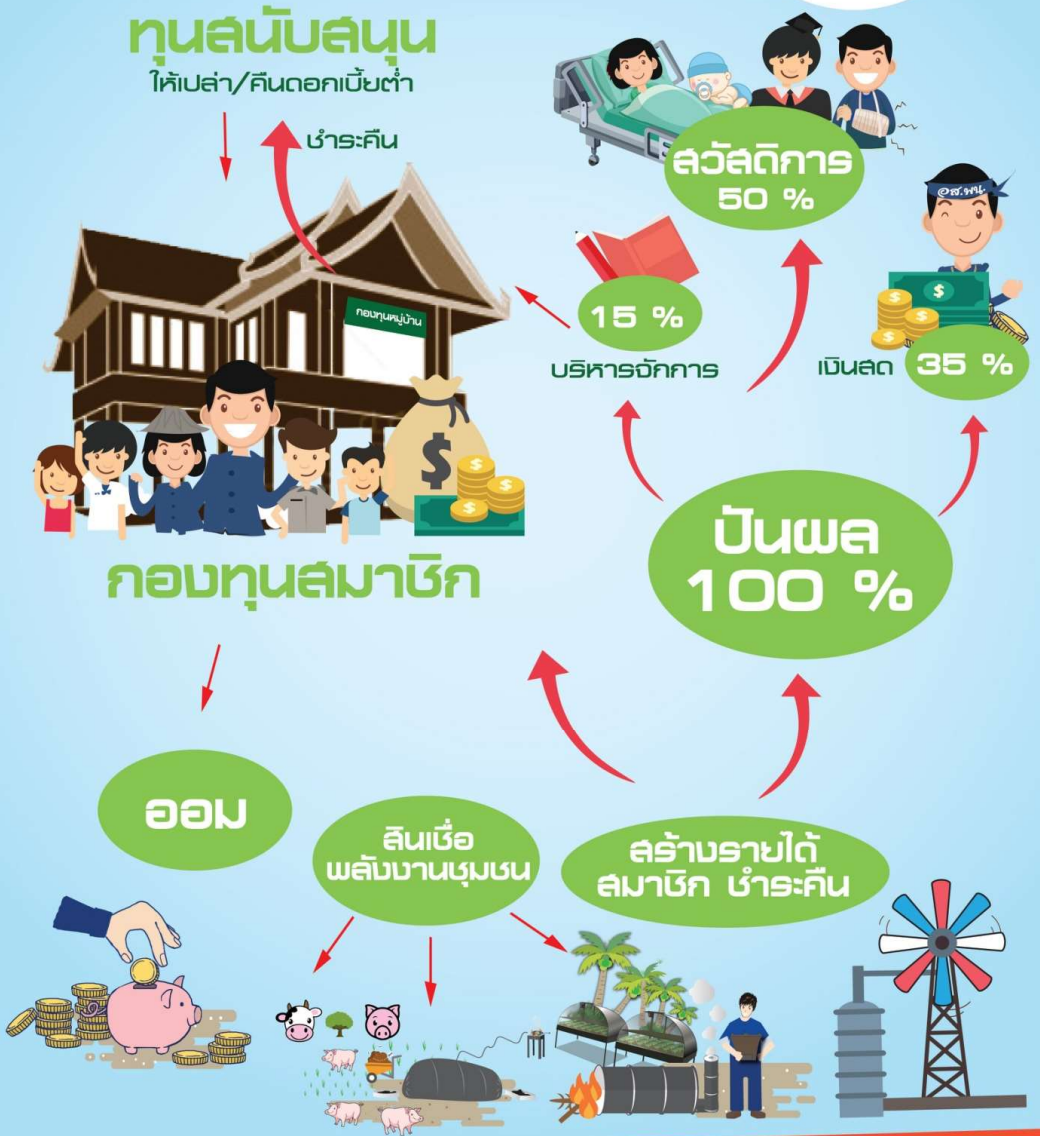 ทุนสนับสนุน
ให้เปล่า/คืนดอกเบี้ยต่ำ
ชำระคืน
สวัสดิการ
50 %
อส.พน.
กองทุนหมู่บ้าน
15 %
บริหารจัดการ
เงินสด
35 %
ปันผล
100 %
กองทุนสมาชิก
ออม
สินเชื่อ
พลังงานชุมชน
สร้างรายได้
สมาชิก ชำระคืน